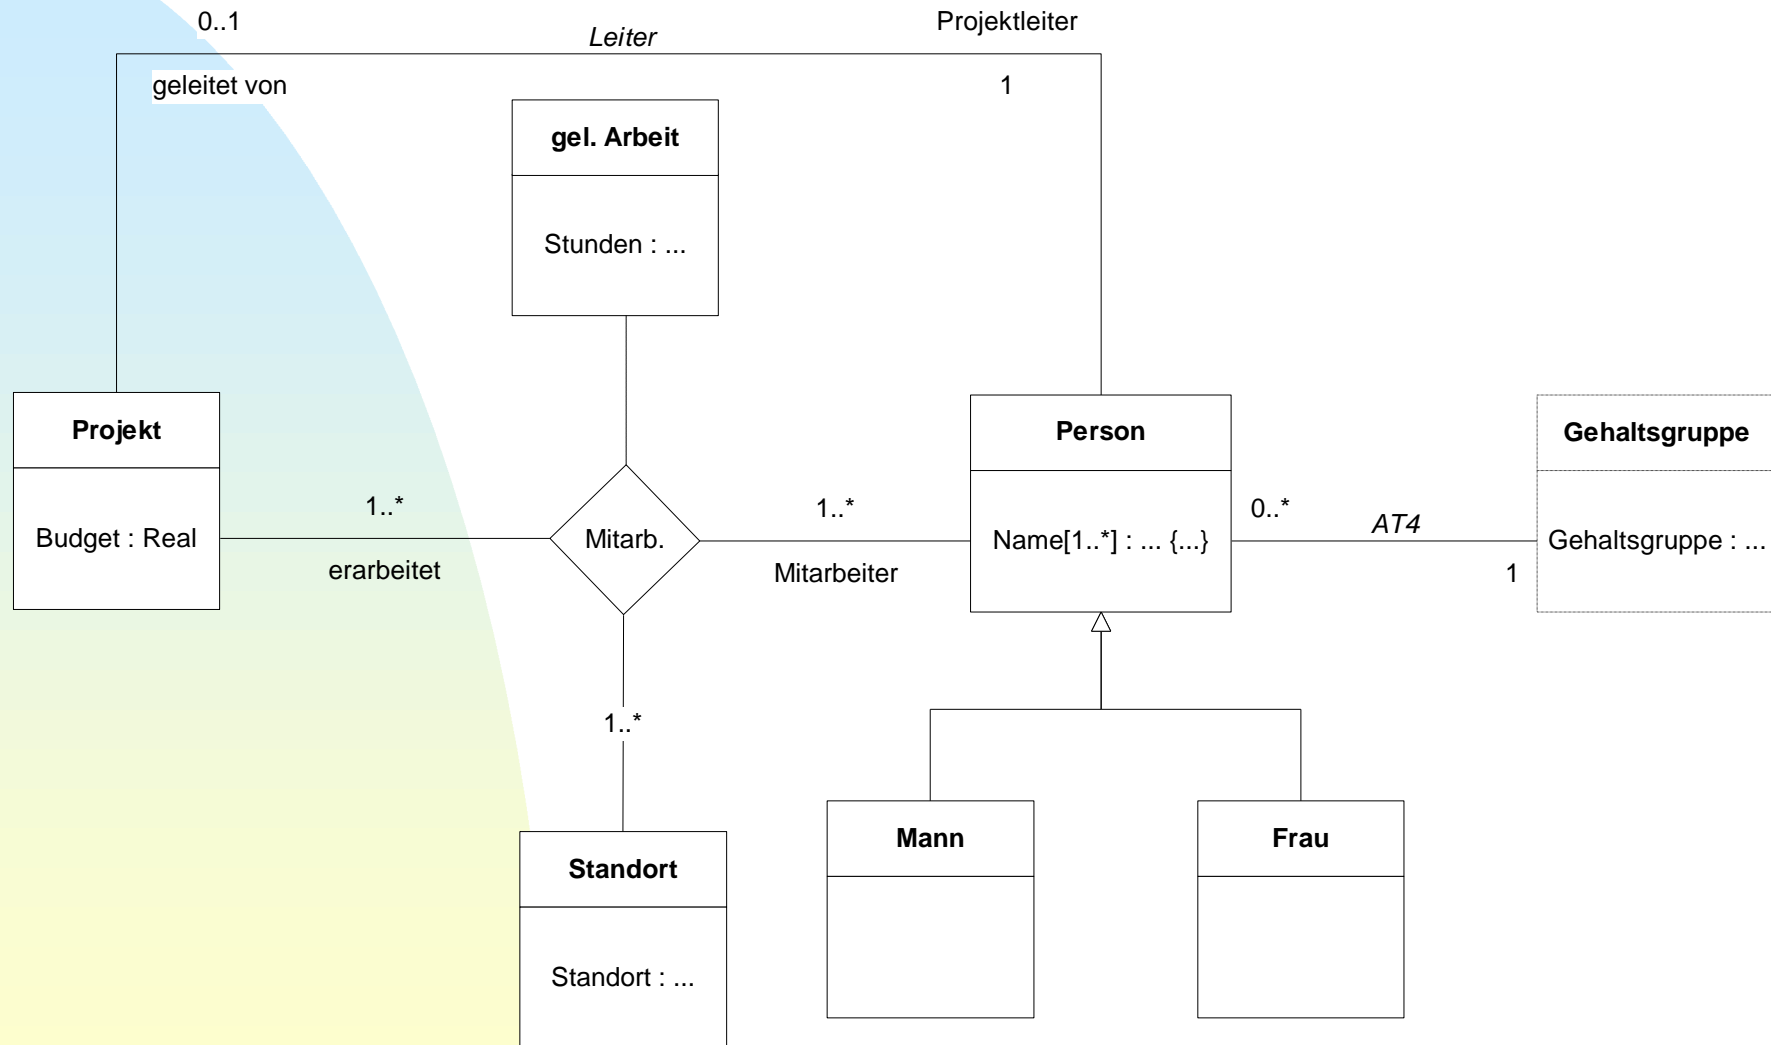 0..1
Leiter
Projektleiter
geleitet von
1
gel. Arbeit
Stunden : ...
Projekt
Budget : Real
1..*
erarbeitet
Mitarb.
1..*
Mitarbeiter
Person
Name[1..*] : ... {...}
0..*
AT4
1
Gehaltsgruppe
Gehaltsgruppe : ...
1..*
Standort
Standort : ...
Mann
Frau